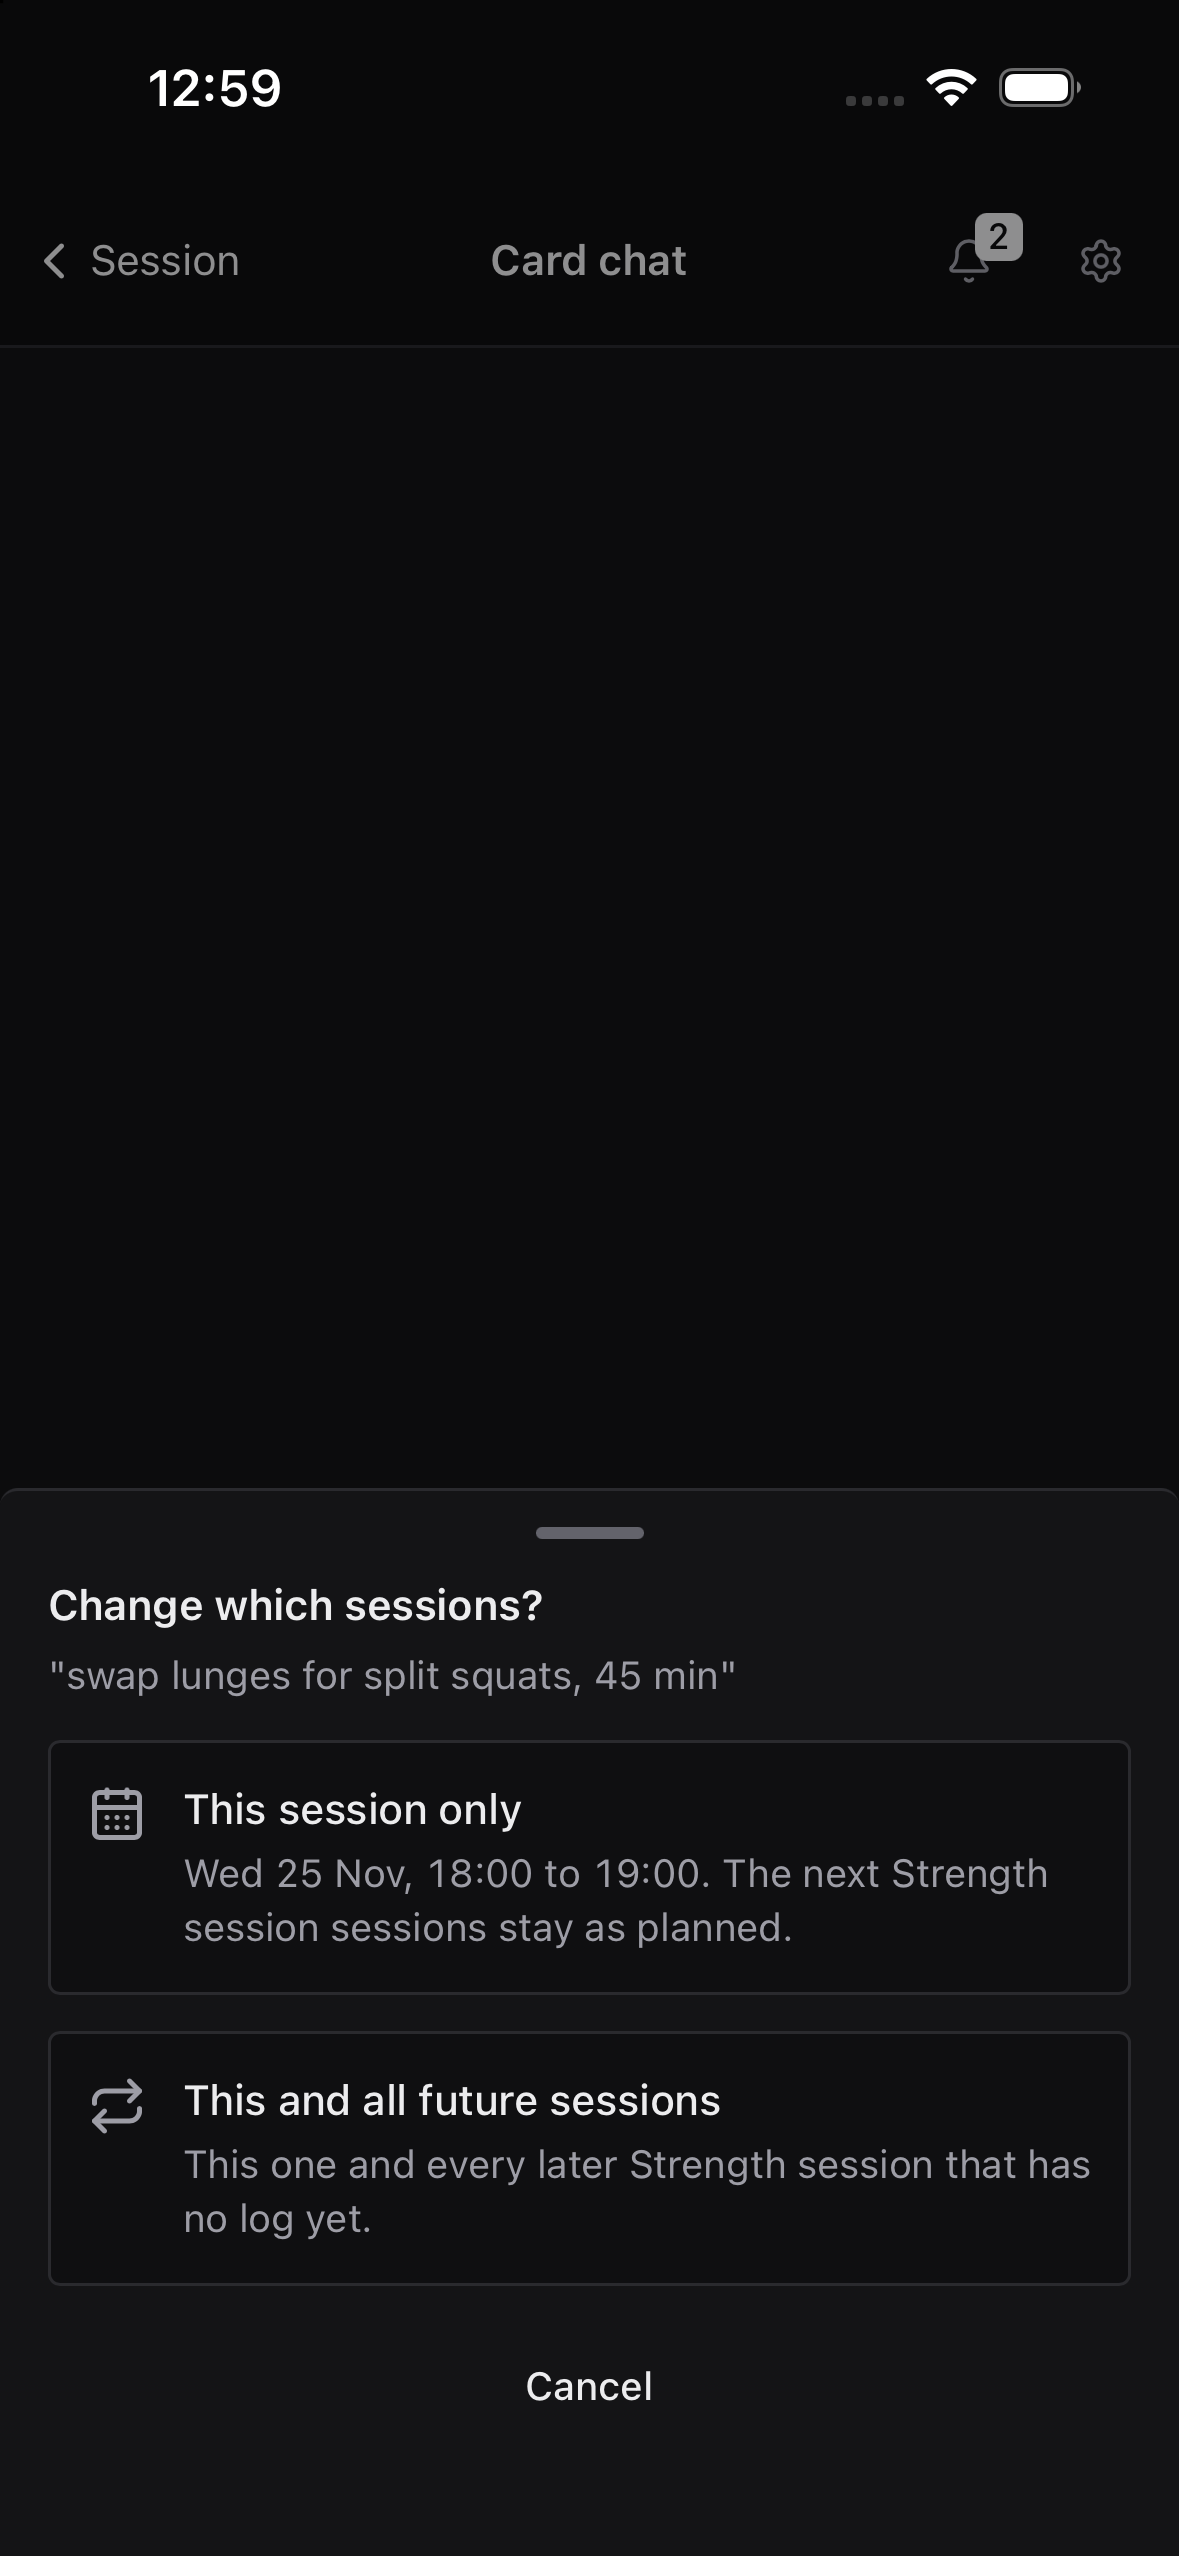 12:59
Session
Card chat
2
Change which sessions?
"swap lunges for split squats, 45 min"
This session only
Wed 25 Nov, 18:00 to 19:00. The next Strength
session sessions stay as planned.
This and all future sessions
This one and every later Strength session that has
no log yet.
Cancel